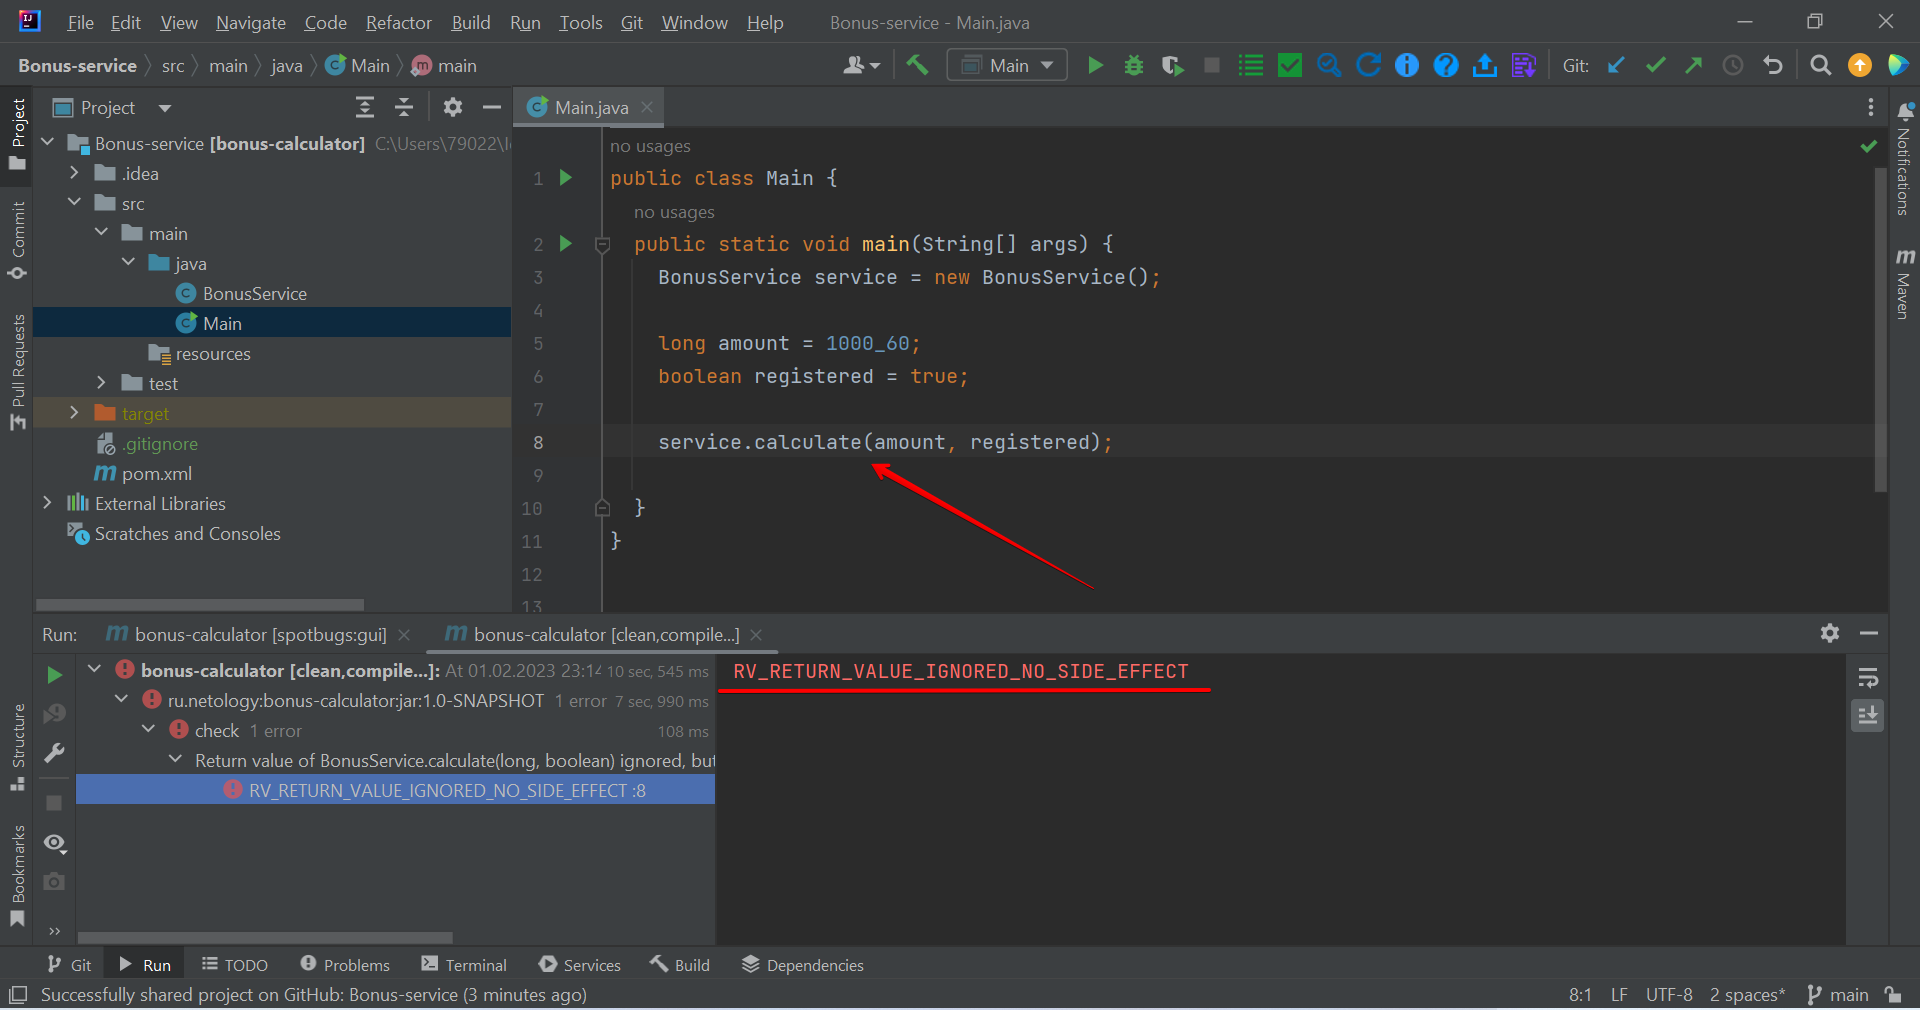 File Edit View Navigate Code Refactor Build Run Tools Git Window Help Bonus-service - Main.java
Bonus-service src main java Main main Main Git:
Project
Main.java
Bonus-service [bonus-calculator] C:\Users\79022\
.idea
src
main
java
BonusService
Main
resources
test
target
.gitignore
pom.xml
External Libraries
Scratches and Consoles
no usages
1 public class Main {
no usages
2 public static void main(String[] args) {
3 BonusService service = new BonusService();
4
5 long amount = 1000_60;
6 boolean registered = true;
7
8 service.calculate(amount, registered);
9
10 }
11 }
12
13
Project
Commit
Pull Requests
Structure
Bookmarks
Notifications
Maven
Run: bonus-calculator [spotbugs:gui] bonus-calculator [clean,compile...]
bonus-calculator [clean,compile...]: At 01.02.2023 23:14 10 sec, 545 ms
ru.netology:bonus-calculator:jar:1.0-SNAPSHOT 1 error 7 sec, 990 ms
check 1 error 108 ms
Return value of BonusService.calculate(long, boolean) ignored, but
RV_RETURN_VALUE_IGNORED_NO_SIDE_EFFECT :8
RV_RETURN_VALUE_IGNORED_NO_SIDE_EFFECT
Git Run TODO Problems Terminal Services Build Dependencies
Successfully shared project on GitHub: Bonus-service (3 minutes ago) 8:1 LF UTF-8 2 spaces* main